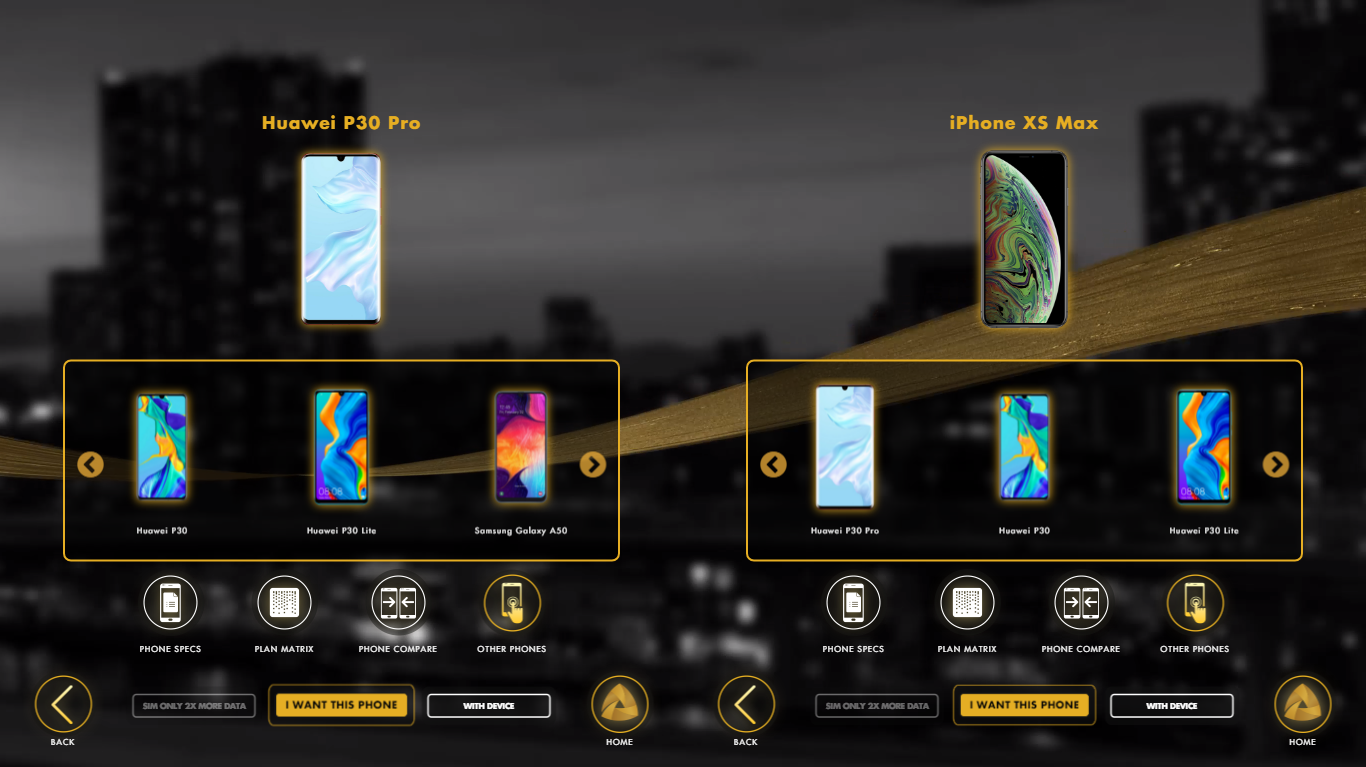 Huawei P30 Pro
Huawei P30
Huawei P30 Lite
Samsung Galaxy A50
PHONE SPECS
PLAN MATRIX
PHONE COMPARE
OTHER PHONES
SIM ONLY 2X MORE DATA
I WANT THIS PHONE
WITH DEVICE
BACK
HOME
iPhone XS Max
Huawei P30 Pro
Huawei P30
Huawei P30 Lite
PHONE SPECS
PLAN MATRIX
PHONE COMPARE
OTHER PHONES
SIM ONLY 2X MORE DATA
I WANT THIS PHONE
WITH DEVICE
BACK
HOME